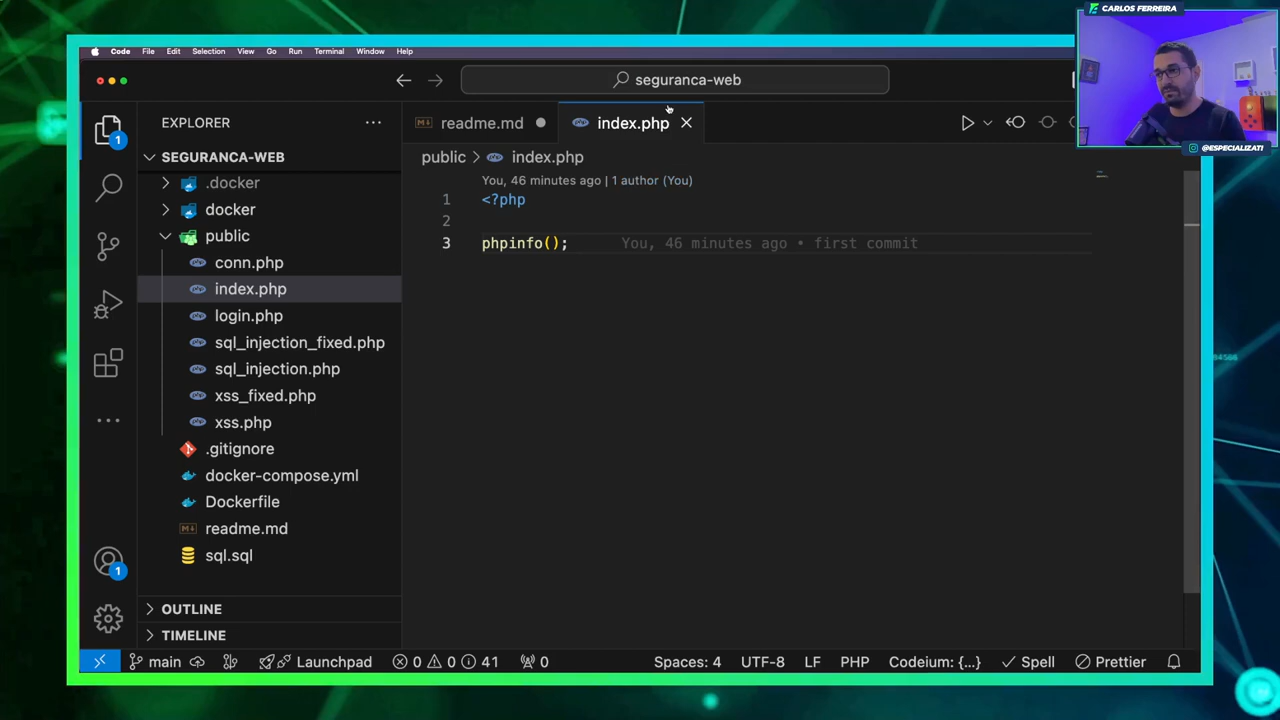 CARLOS FERREIRA
Code File Edit Selection View Go Run Terminal Window Help
seguranca-web
EXPLORER
readme.md
index.php
SEGURANCA-WEB
public
index.php
1
.docker
You, 46 minutes ago | 1 author (You)
docker
1 <?php
public
2
conn.php
3 phpinfo(); You, 46 minutes ago • first commit
index.php
login.php
sql_injection_fixed.php
sql_injection.php
xss_fixed.php
xss.php
.gitignore
docker-compose.yml
Dockerfile
readme.md
sql.sql
1
OUTLINE
TIMELINE
main Launchpad 0 0 41 0 Spaces: 4 UTF-8 LF PHP Codeium: {...} Spell Prettier
@ESPECIALIZATI
84566